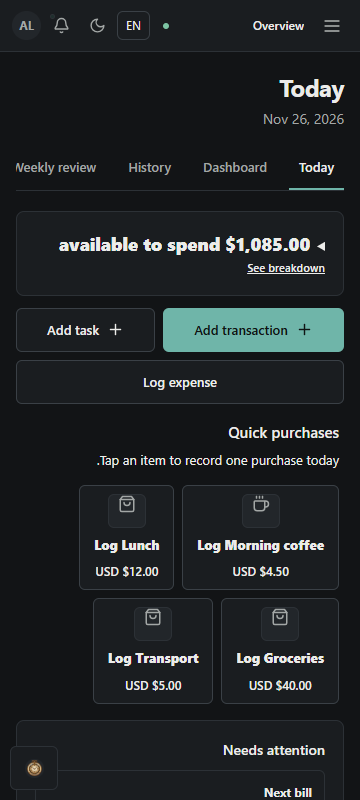 AL
EN
Overview
Today
Nov 26, 2026
Weekly review
History
Dashboard
Today
available to spend $1,085.00
See breakdown
Add task
Add transaction
Log expense
Quick purchases
.Tap an item to record one purchase today
Log Lunch
Log Morning coffee
USD $12.00
USD $4.50
Log Transport
Log Groceries
USD $5.00
USD $40.00
Needs attention
Next bill